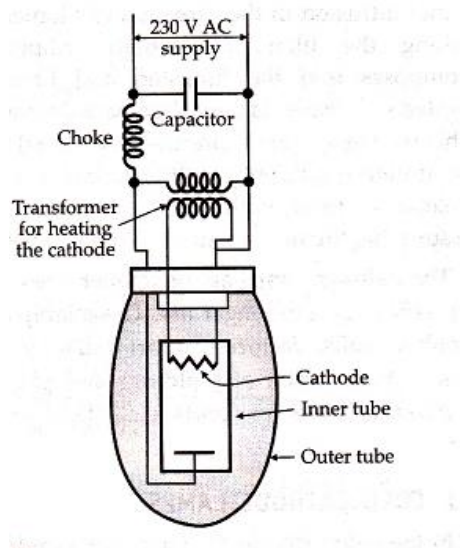 230 V AC
supply
Capacitor
Choke
Transformer
for heating
the cathode
Cathode
Inner tube
Outer tube